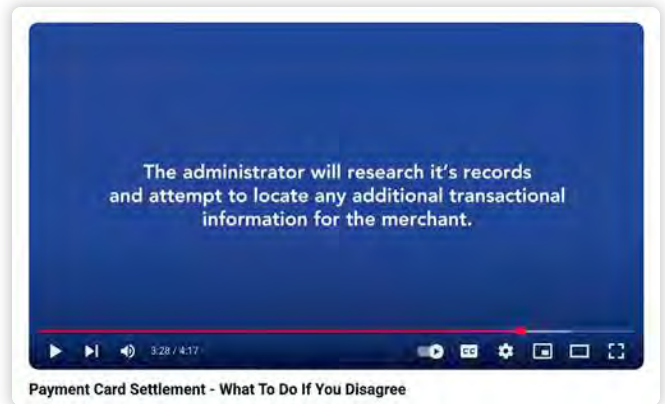 The administrator will research it's records
and attempt to locate any additional transactional
information for the merchant.
3:28 / 4:17
CC
Payment Card Settlement - What To Do If You Disagree